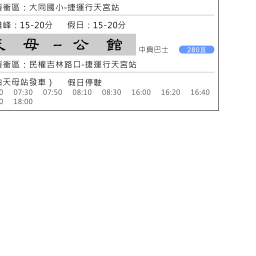 衝區：大同國小-捷運行天宮站
峰：15-20分 假日：15-20分
天 母 – 公 館 中興巴士 280直
衝區：民權吉林路口-捷運行天宮站
天母站發車） 假日停駛
0 07:30 07:50 08:10 08:30 16:00 16:20 16:40
0 18:00